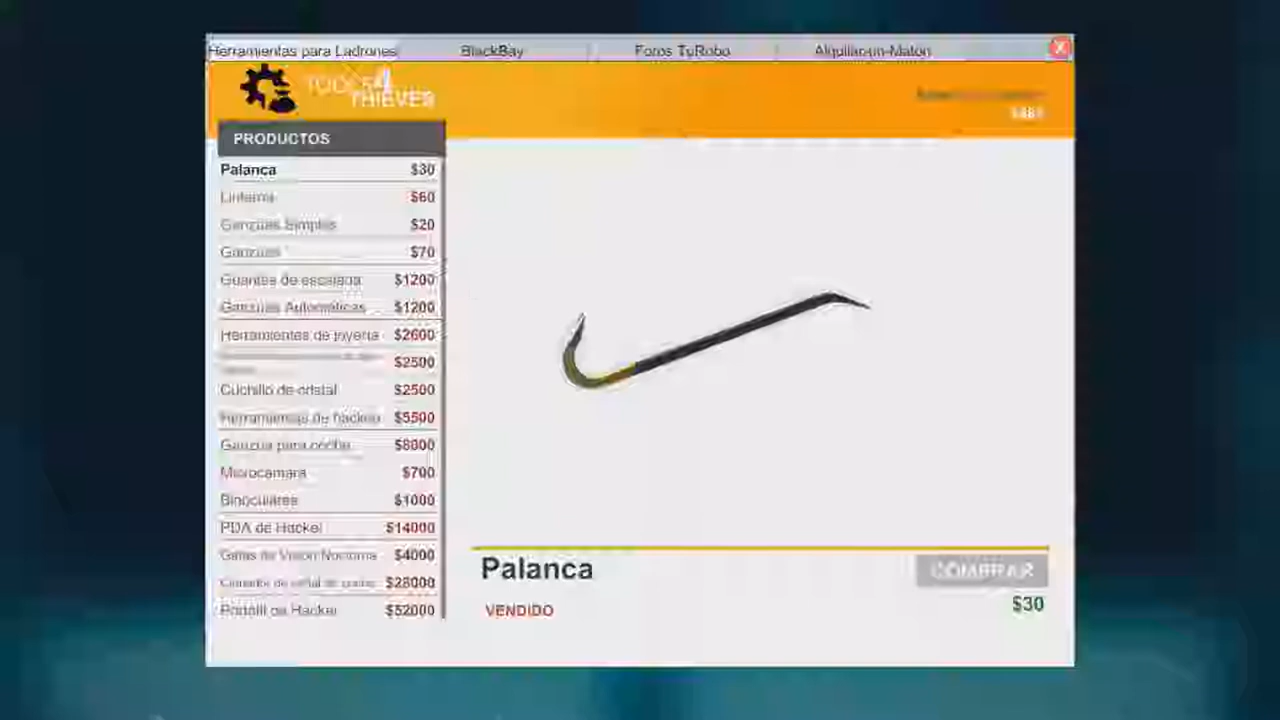 Herramientas para Ladrones BlackBay Foros TuRobo Alquilar-un-Matón
TOOLS 4
THIEVES
PRODUCTOS
Palanca $30
Linterna $60
Ganzúas Simples $20
Ganzúas $70
Guantes de escalada $1200
Ganzúas Automáticas $1200
Herramientas de joyería $2600
$2500
Cuchillo de cristal $2500
Herramientas de hackeo $5500
Ganzúa para coche $8000
Microcámara $700
Binoculares $1000
PDA de Hacker $14000
Gafas de Visión Nocturna $4000
$28000
Portátil de Hacker $52000
Palanca
COMPRAR
VENDIDO
$30